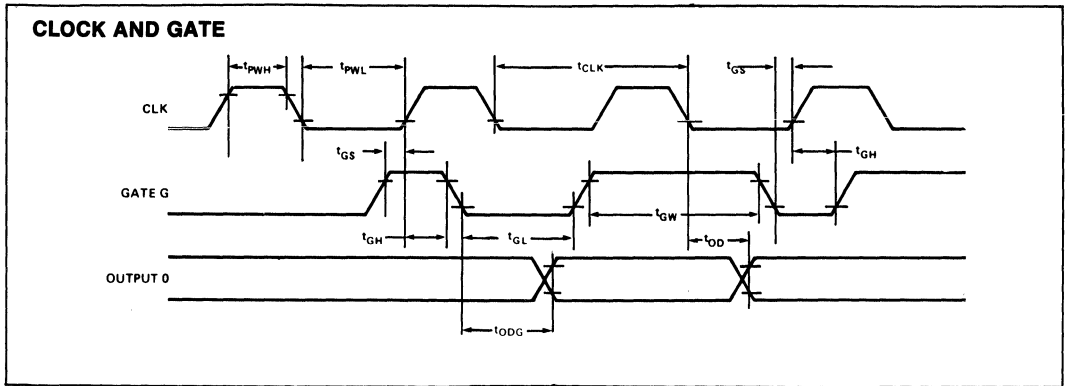 CLOCK AND GATE
tPWH
tPWL
tCLK
tGS
CLK
tGS
tGH
GATE G
tGH
tGL
tGW
tOD
OUTPUT 0
tODG